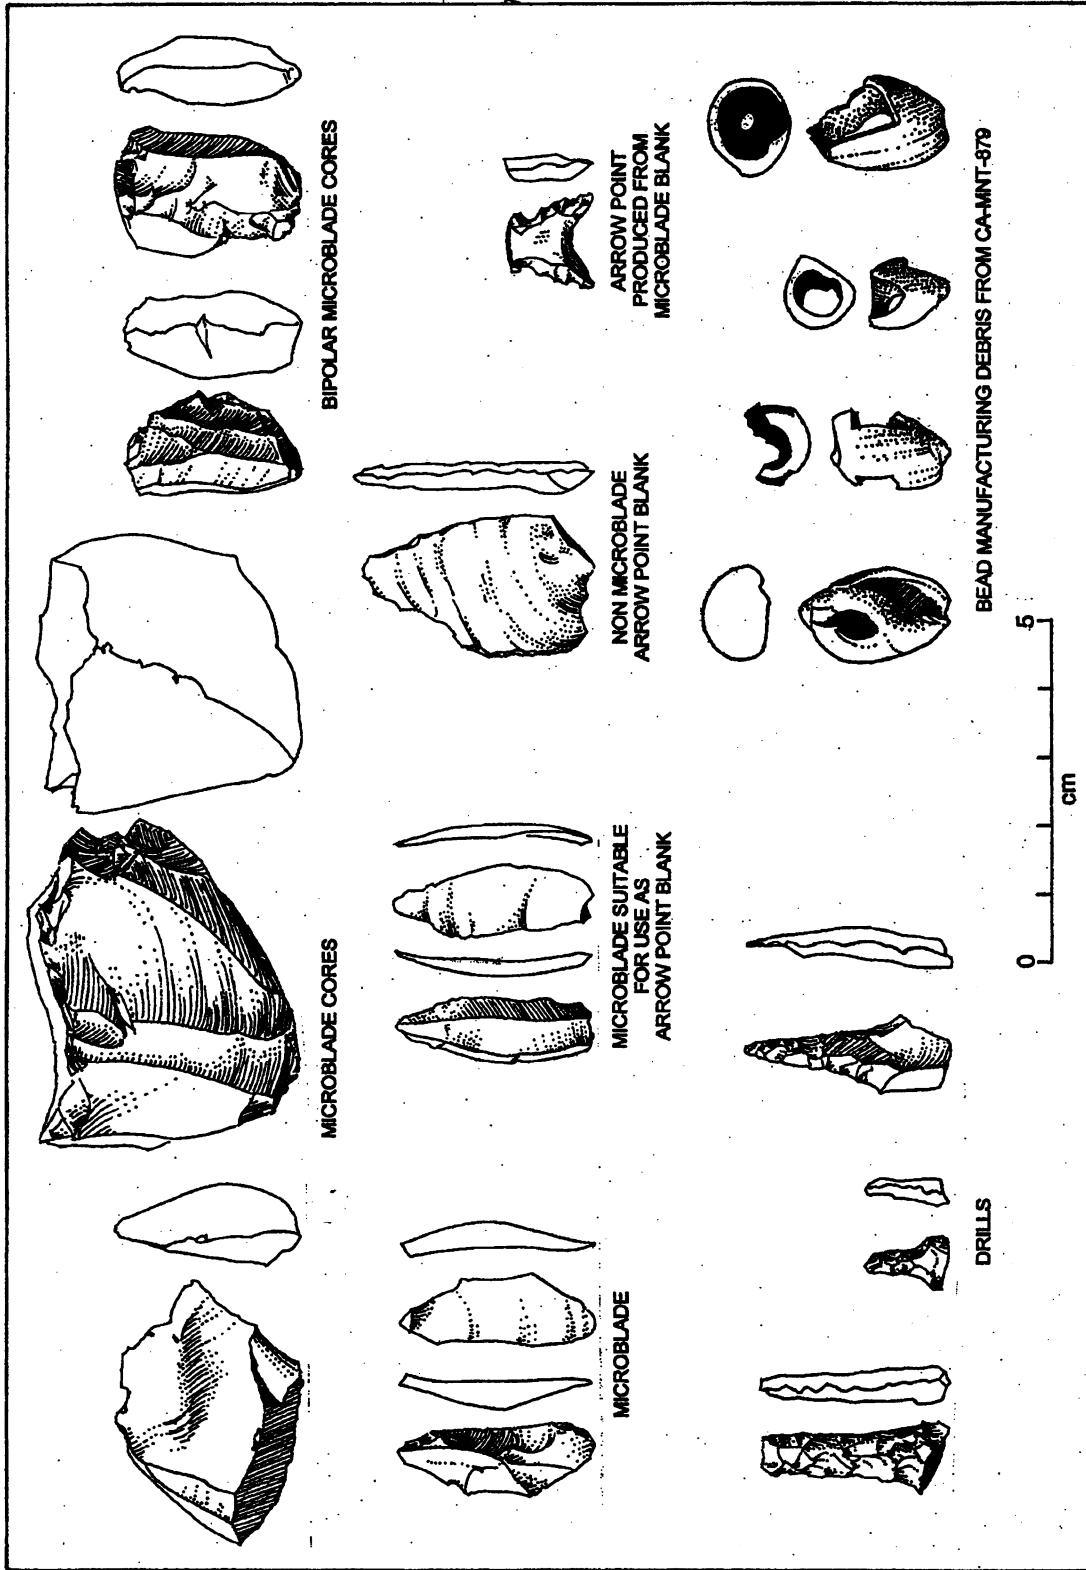 MICROBLADE CORES
BIPOLAR MICROBLADE CORES
MICROBLADE
MICROBLADE SUITABLE
FOR USE AS
ARROW POINT BLANK
NON MICROBLADE
ARROW POINT BLANK
ARROW POINT
PRODUCED FROM
MICROBLADE BLANK
DRILLS
BEAD MANUFACTURING DEBRIS FROM CA-MNT-879
0 5
cm